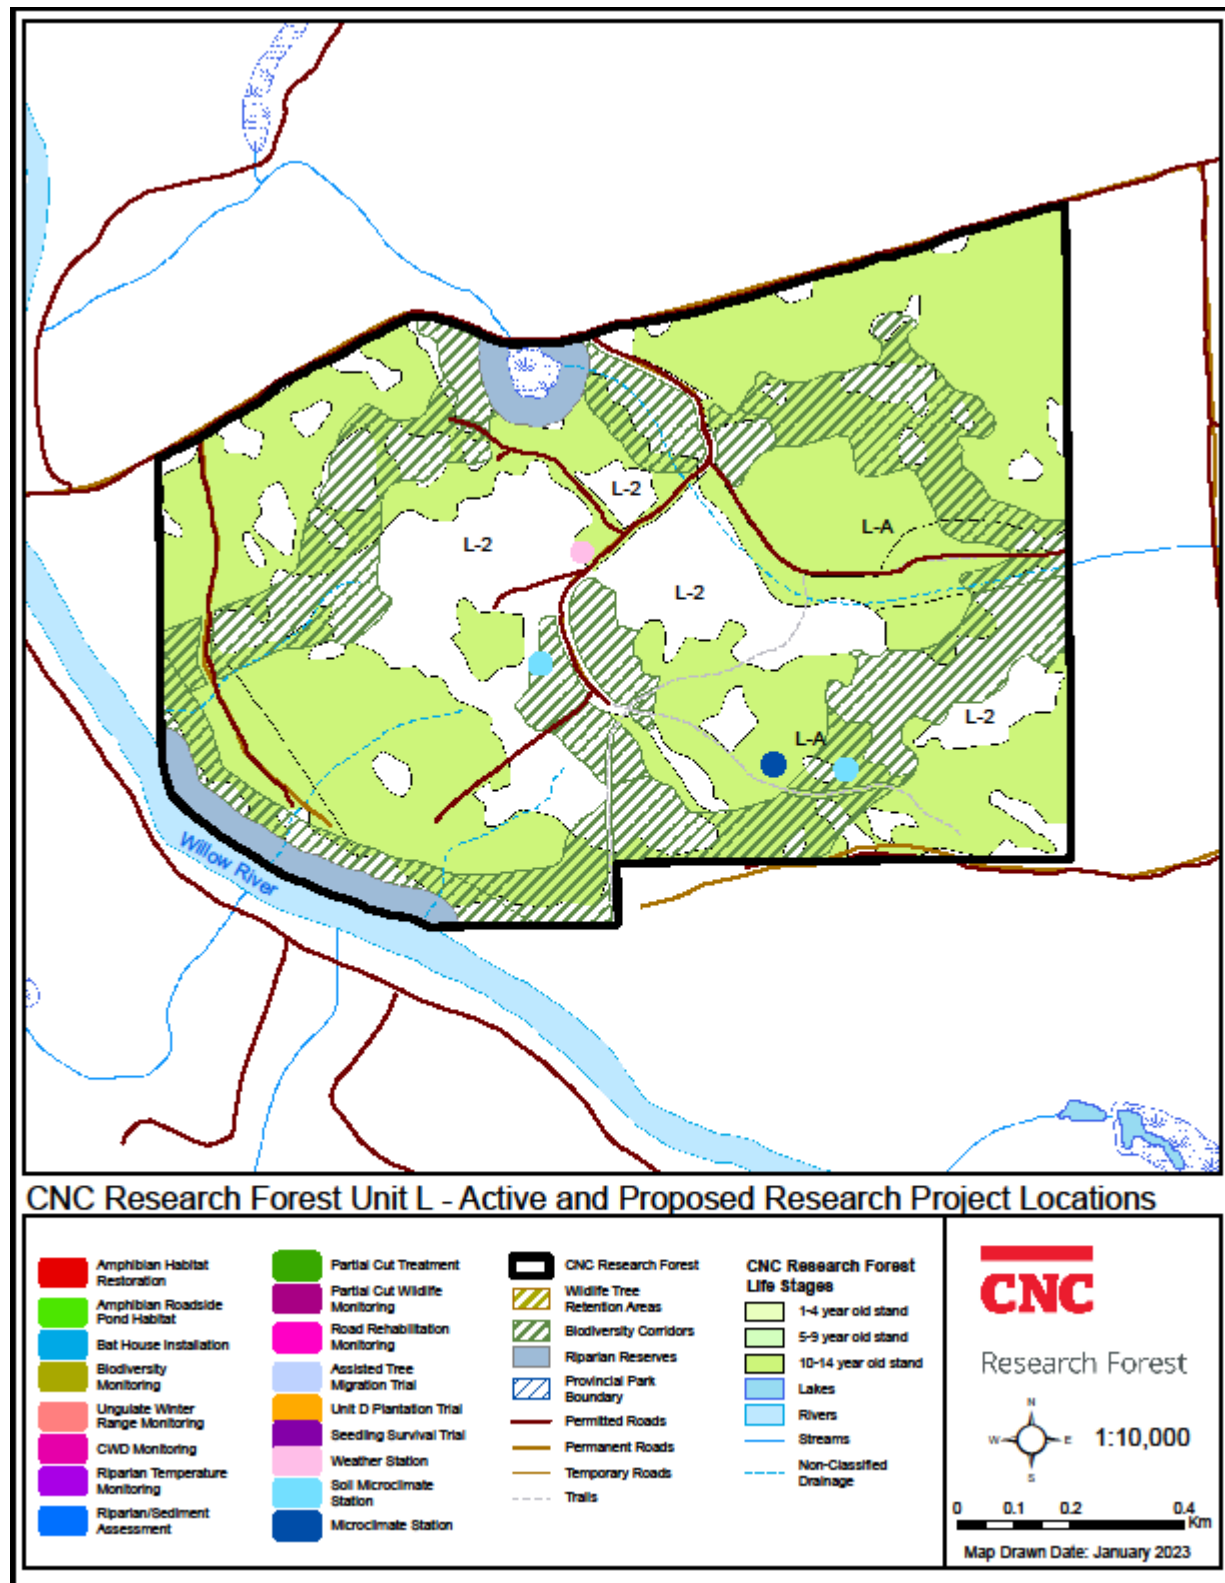 L-2
L-2
L-A
L-2
L-2
L-A
Willow River
CNC Research Forest Unit L - Active and Proposed Research Project Locations
Amphibian Habitat
Restoration
Amphibian Roadside
Pond Habitat
Bat House Installation
Biodiversity
Monitoring
Ungulate Winter
Range Monitoring
CWD Monitoring
Riparian Temperature
Monitoring
Riparian/Sediment
Assessment
Partial Cut Treatment
Partial Cut Wildlife
Monitoring
Road Rehabilitation
Monitoring
Assisted Tree
Migration Trial
Unit D Plantation Trial
Seedling Survival Trial
Weather Station
Soil Microclimate
Station
Microclimate Station
CNC Research Forest
Wildlife Tree
Retention Areas
Biodiversity Corridors
Riparian Reserves
Provincial Park
Boundary
Permitted Roads
Permanent Roads
Temporary Roads
Trails
CNC Research Forest
Life Stages
1-4 year old stand
5-9 year old stand
10-14 year old stand
Lakes
Rivers
Streams
Non-Classified
Drainage
CNC
Research Forest
N
W E
S
1:10,000
0 0.1 0.2 0.4
Km
Map Drawn Date: January 2023